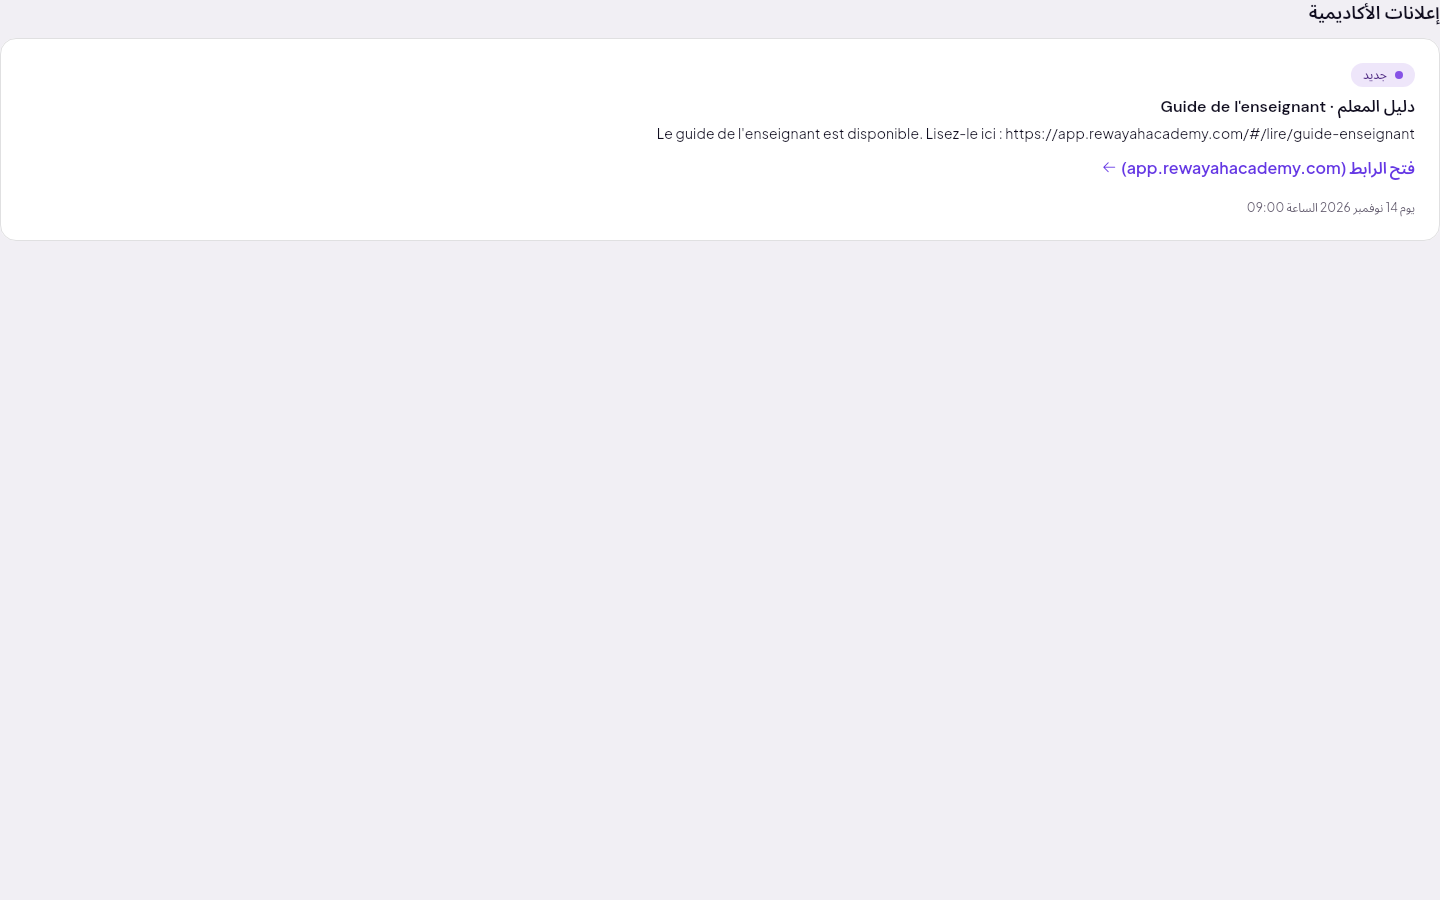 إعلانات الأكاديمية
جديد
دليل المعلم · Guide de l'enseignant
Le guide de l'enseignant est disponible. Lisez-le ici : https://app.rewayahacademy.com/#/lire/guide-enseignant
فتح الرابط (app.rewayahacademy.com) ←
يوم 14 نوفمبر 2026 الساعة 09:00